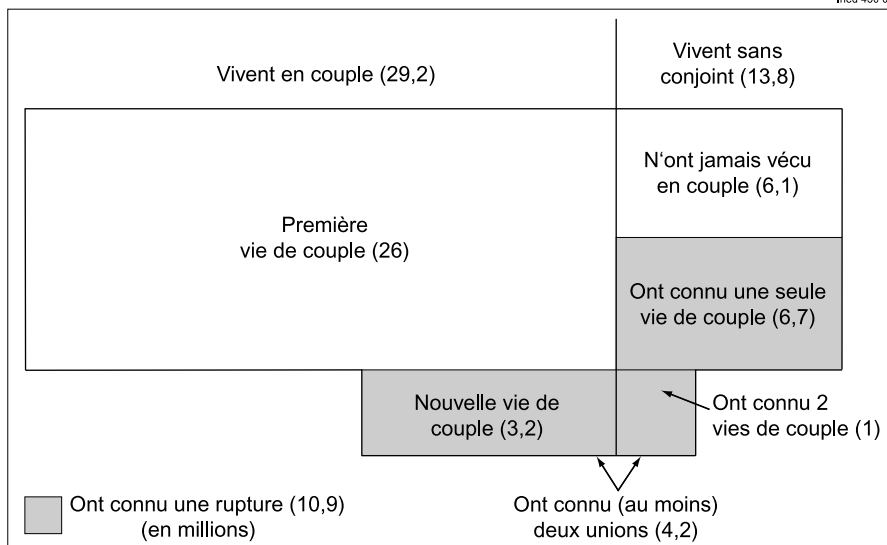 Vivent en couple (29,2)
Vivent sans
conjoint (13,8)
N'ont jamais vécu
en couple (6,1)
Première
vie de couple (26)
Ont connu une seule
vie de couple (6,7)
Nouvelle vie de
couple (3,2)
Ont connu 2
vies de couple (1)
Ont connu une rupture (10,9)
(en millions)
Ont connu (au moins)
deux unions (4,2)